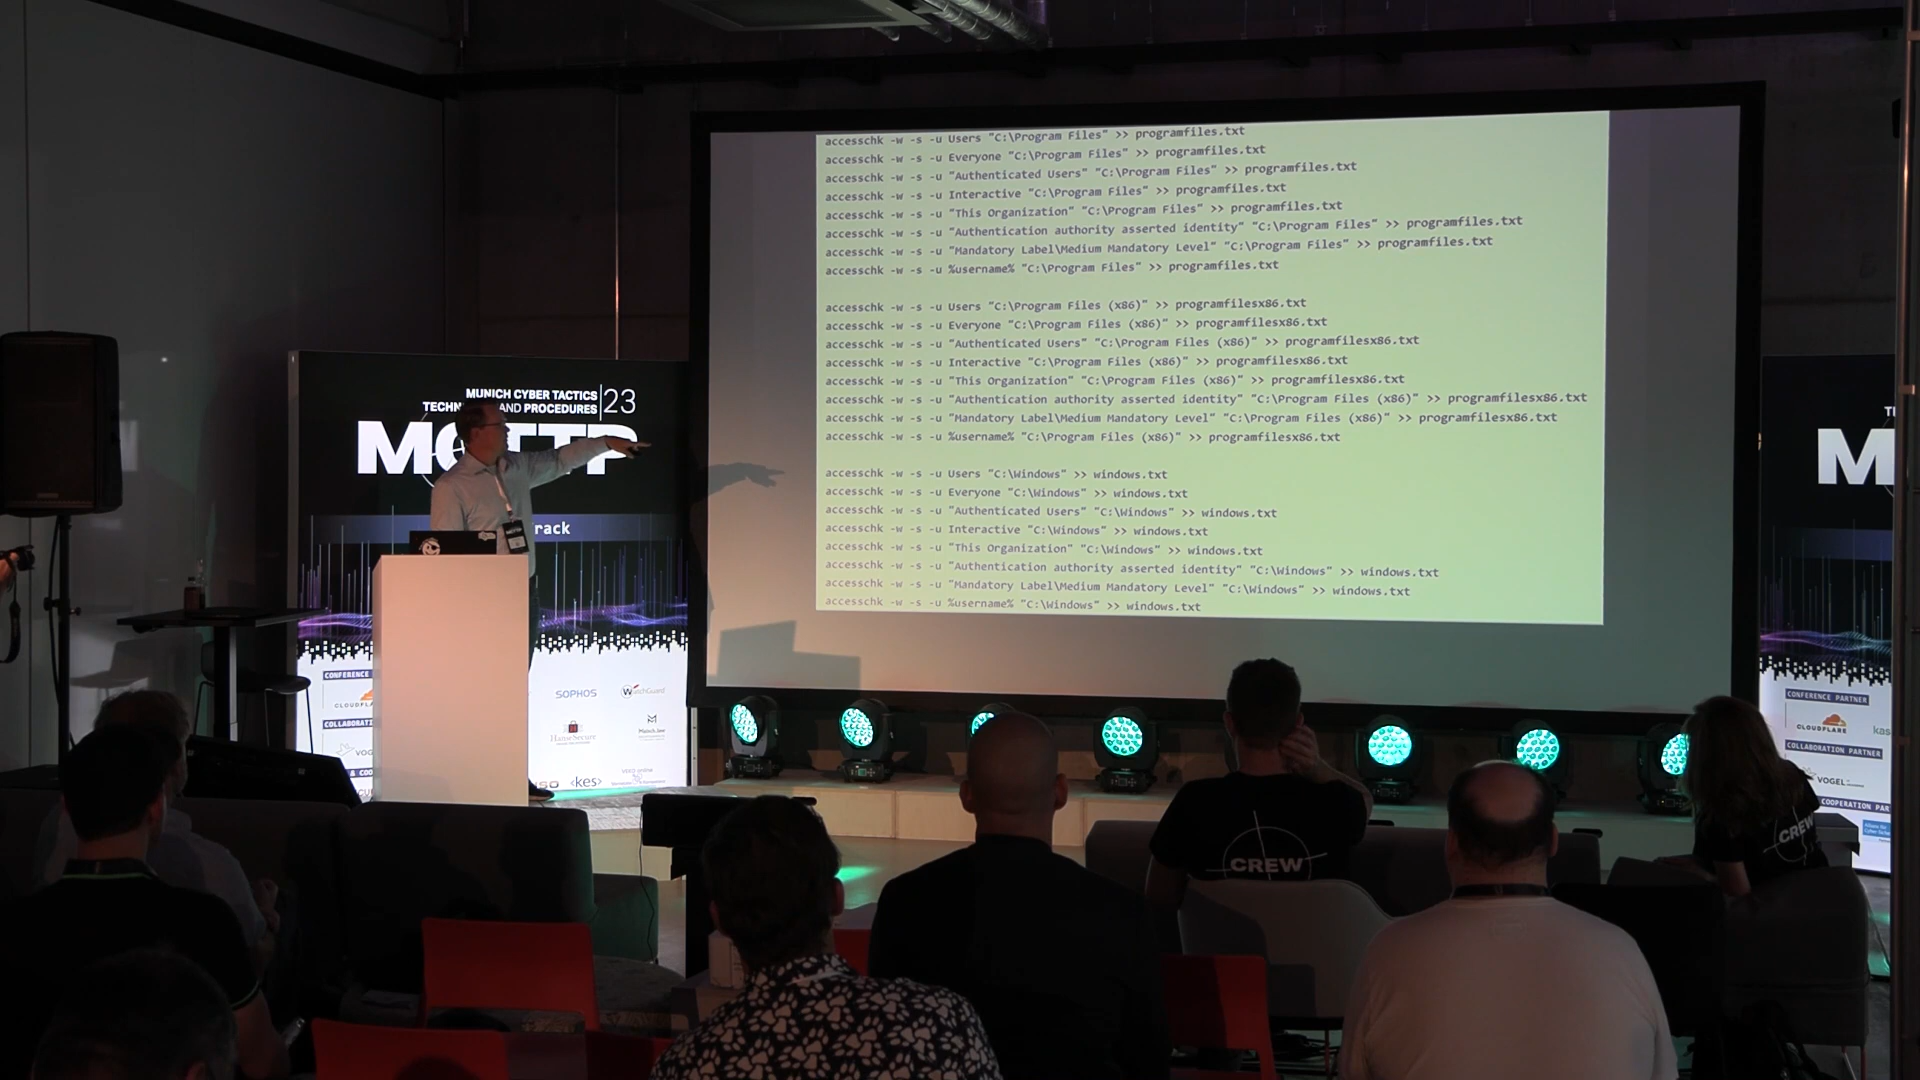 accesschk -w -s -u Users "C:\Program Files" >> programfiles.txt
accesschk -w -s -u Everyone "C:\Program Files" >> programfiles.txt
accesschk -w -s -u "Authenticated Users" "C:\Program Files" >> programfiles.txt
accesschk -w -s -u Interactive "C:\Program Files" >> programfiles.txt
accesschk -w -s -u "This Organization" "C:\Program Files" >> programfiles.txt
accesschk -w -s -u "Authentication authority asserted identity" "C:\Program Files" >> programfiles.txt
accesschk -w -s -u "Mandatory Label\Medium Mandatory Level" "C:\Program Files" >> programfiles.txt
accesschk -w -s -u %username% "C:\Program Files" >> programfiles.txt
accesschk -w -s -u Users "C:\Program Files (x86)" >> programfilesx86.txt
accesschk -w -s -u Everyone "C:\Program Files (x86)" >> programfilesx86.txt
accesschk -w -s -u "Authenticated Users" "C:\Program Files (x86)" >> programfilesx86.txt
accesschk -w -s -u Interactive "C:\Program Files (x86)" >> programfilesx86.txt
accesschk -w -s -u "This Organization" "C:\Program Files (x86)" >> programfilesx86.txt
accesschk -w -s -u "Authentication authority asserted identity" "C:\Program Files (x86)" >> programfilesx86.txt
accesschk -w -s -u "Mandatory Label\Medium Mandatory Level" "C:\Program Files (x86)" >> programfilesx86.txt
accesschk -w -s -u %username% "C:\Program Files (x86)" >> programfilesx86.txt
accesschk -w -s -u Users "C:\Windows" >> windows.txt
accesschk -w -s -u Everyone "C:\Windows" >> windows.txt
accesschk -w -s -u "Authenticated Users" "C:\Windows" >> windows.txt
accesschk -w -s -u Interactive "C:\Windows" >> windows.txt
accesschk -w -s -u "This Organization" "C:\Windows" >> windows.txt
accesschk -w -s -u "Authentication authority asserted identity" "C:\Windows" >> windows.txt
accesschk -w -s -u "Mandatory Label\Medium Mandatory Level" "C:\Windows" >> windows.txt
accesschk -w -s -u %username% "C:\Windows" >> windows.txt
MUNICH CYBER TACTICS
AND PROCEDURES 23
rack
CONFERENCE
SOPHOS
WatchGuard
HanseSecure
<kes>
CONFERENCE PARTNER
CLOUDFLARE
COLLABORATION PARTNER
VOGEL
COOPERATION PAR
CREW
CREW